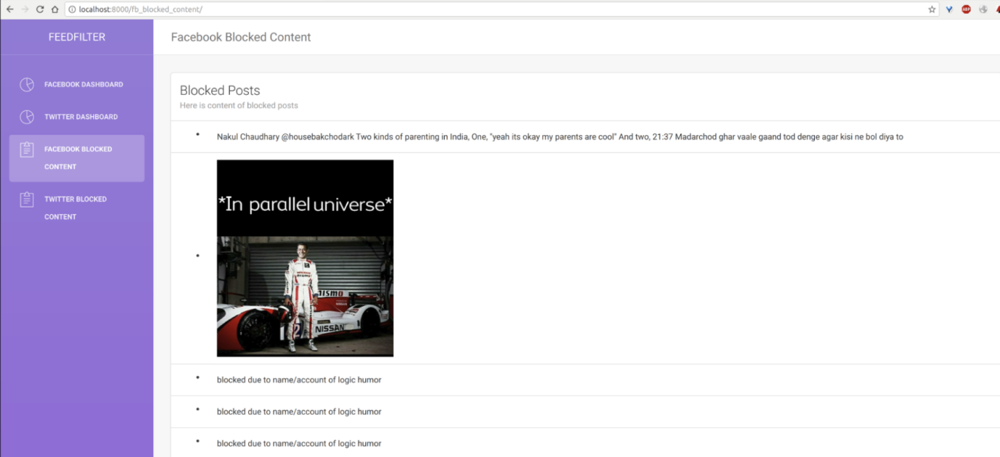 localhost:8000/fb_blocked_content/
ABP
FEEDFILTER
Facebook Blocked Content
FACEBOOK DASHBOARD
TWITTER DASHBOARD
FACEBOOK BLOCKED
CONTENT
TWITTER BLOCKED
CONTENT
Blocked Posts
Here is content of blocked posts
Nakul Chaudhary @housebakchodark Two kinds of parenting in India, One, "yeah its okay my parents are cool" And two, 21:37 Madarchod ghar vaale gaand tod denge agar kisi ne bol diya to
*In parallel universe*
nismo
NISSAN
blocked due to name/account of logic humor
blocked due to name/account of logic humor
blocked due to name/account of logic humor